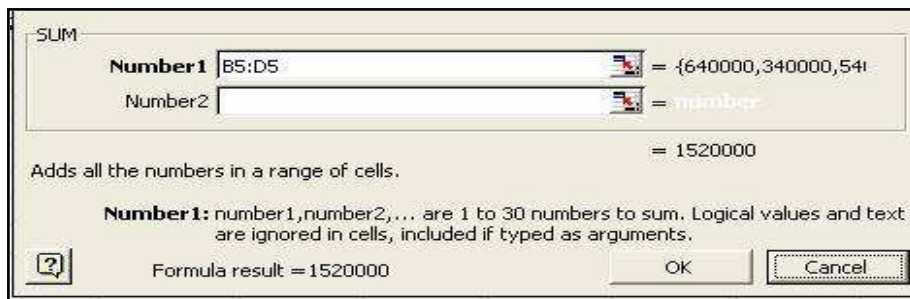 SUM
Number1 B5:D5 = {640000,340000,540
Number2 = number
= 1520000
Adds all the numbers in a range of cells.
Number1: number1,number2,... are 1 to 30 numbers to sum. Logical values and text
are ignored in cells, included if typed as arguments.
Formula result =1520000 OK Cancel